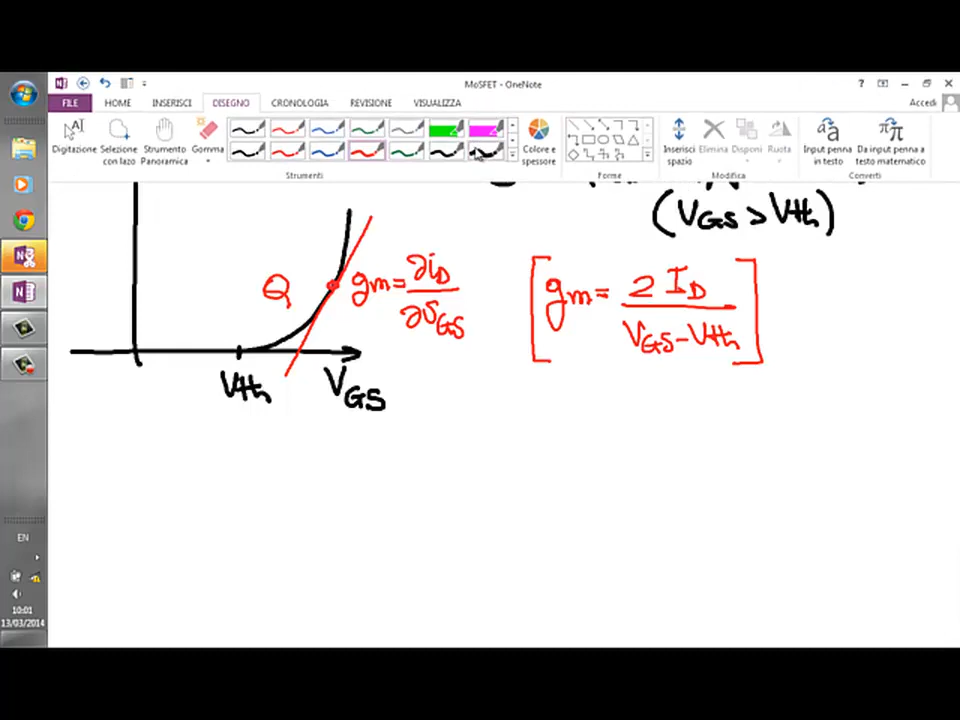 MoSFET - OneNote
FILE HOME INSERISCI DISEGNO CRONOLOGIA REVISIONE VISUALIZZA Accedi
Digitazione Selezione con lazo Strumento Panoramica Gomma Colore e spessore Inserisci spazio Elimina Disponi Ruota Input penna in testo Da input penna a testo matematico
Strumenti Forme Modifica Converti
(VGS > Vth)
Q gm = ∂iD / ∂VGS
[gm = 2 ID / VGS - Vth]
Vth VGS
EN
10:01
13/03/2014